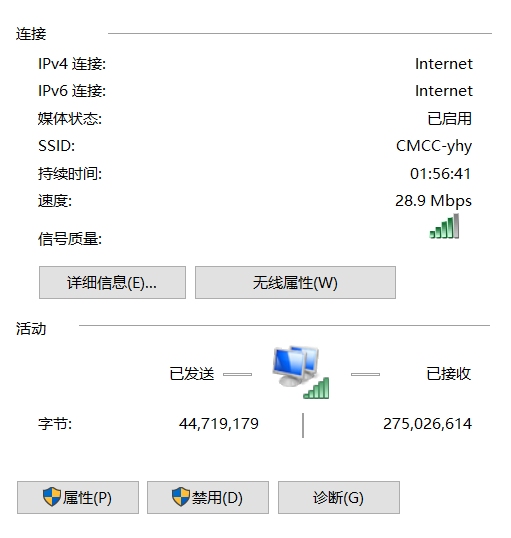 连接
IPv4 连接: Internet
IPv6 连接: Internet
媒体状态: 已启用
SSID: CMCC-yhy
持续时间: 01:56:41
速度: 28.9 Mbps
信号质量:
详细信息(E)... 无线属性(W)
活动
已发送 已接收
字节: 44,719,179 275,026,614
属性(P) 禁用(D) 诊断(G)